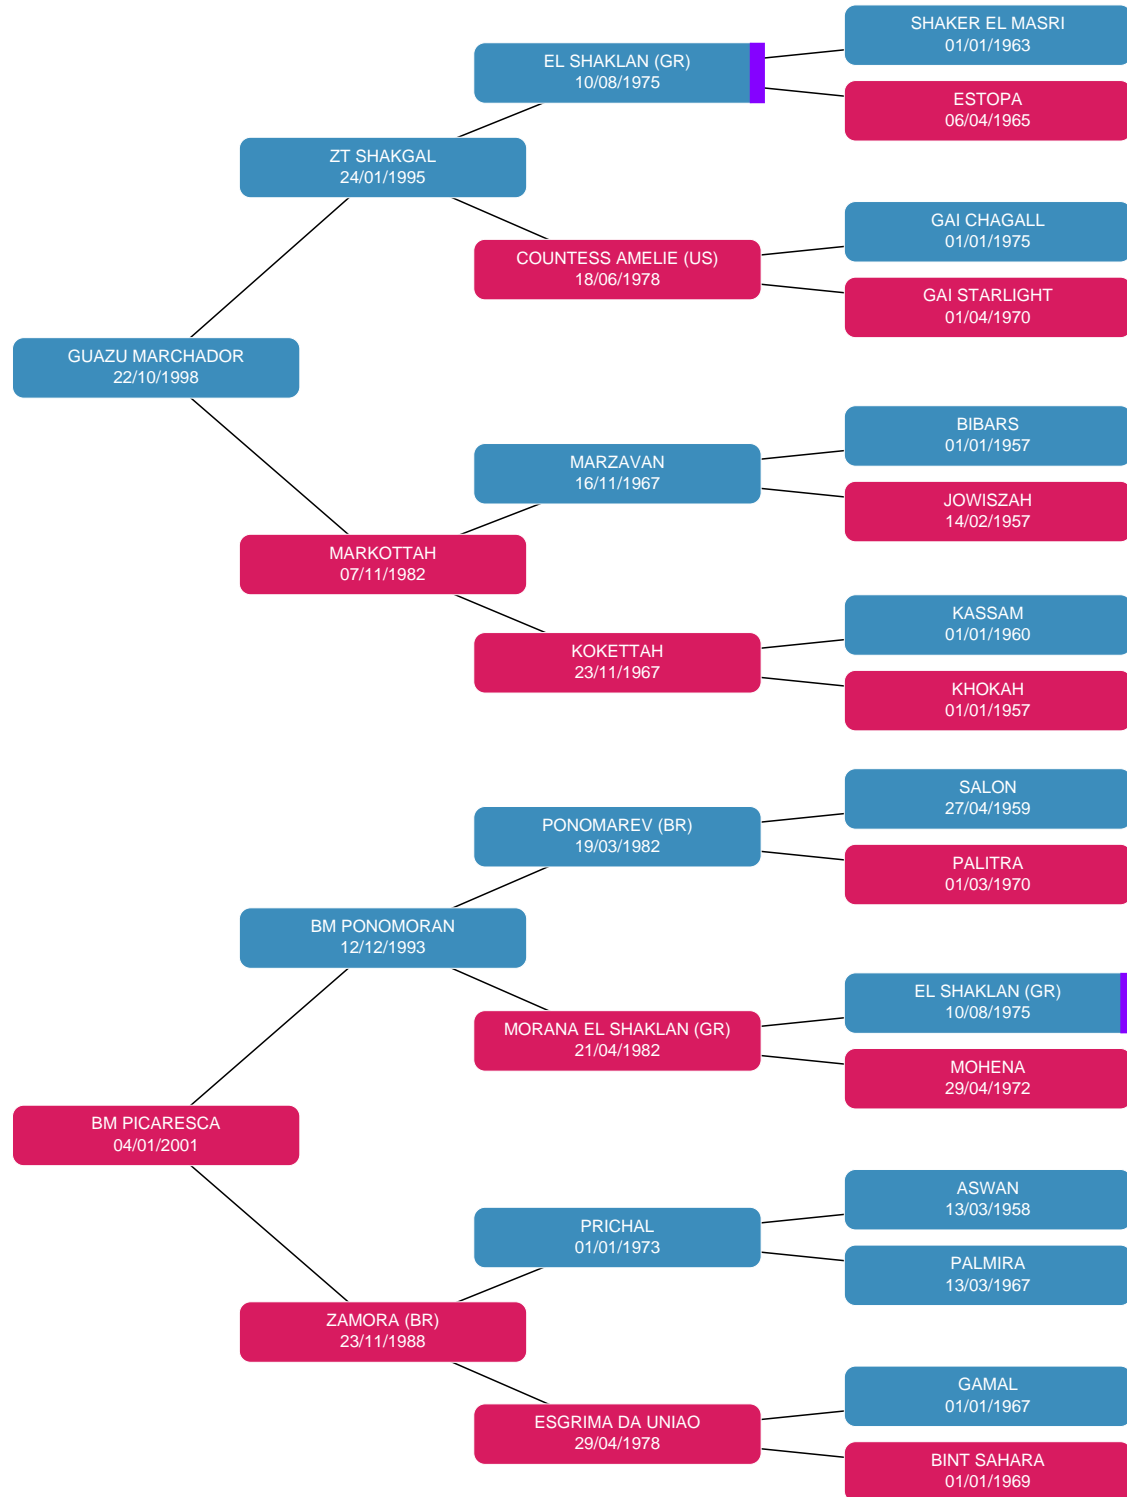 SHAKER EL MASRI
01/01/1963
EL SHAKLAN (GR)
10/08/1975
ESTOPA
06/04/1965
ZT SHAKGAL
24/01/1995
GAI CHAGALL
01/01/1975
COUNTESS AMELIE (US)
18/06/1978
GAI STARLIGHT
01/04/1970
GUAZU MARCHADOR
22/10/1998
BIBARS
01/01/1957
MARZAVAN
16/11/1967
JOWISZAH
14/02/1957
MARKOTTAH
07/11/1982
KASSAM
01/01/1960
KOKETTAH
23/11/1967
KHOKAH
01/01/1957
SALON
27/04/1959
PONOMAREV (BR)
19/03/1982
PALITRA
01/03/1970
BM PONOMORAN
12/12/1993
EL SHAKLAN (GR)
10/08/1975
MORANA EL SHAKLAN (GR)
21/04/1982
MOHENA
29/04/1972
BM PICARESCA
04/01/2001
ASWAN
13/03/1958
PRICHAL
01/01/1973
PALMIRA
13/03/1967
ZAMORA (BR)
23/11/1988
GAMAL
01/01/1967
ESGRIMA DA UNIAO
29/04/1978
BINT SAHARA
01/01/1969